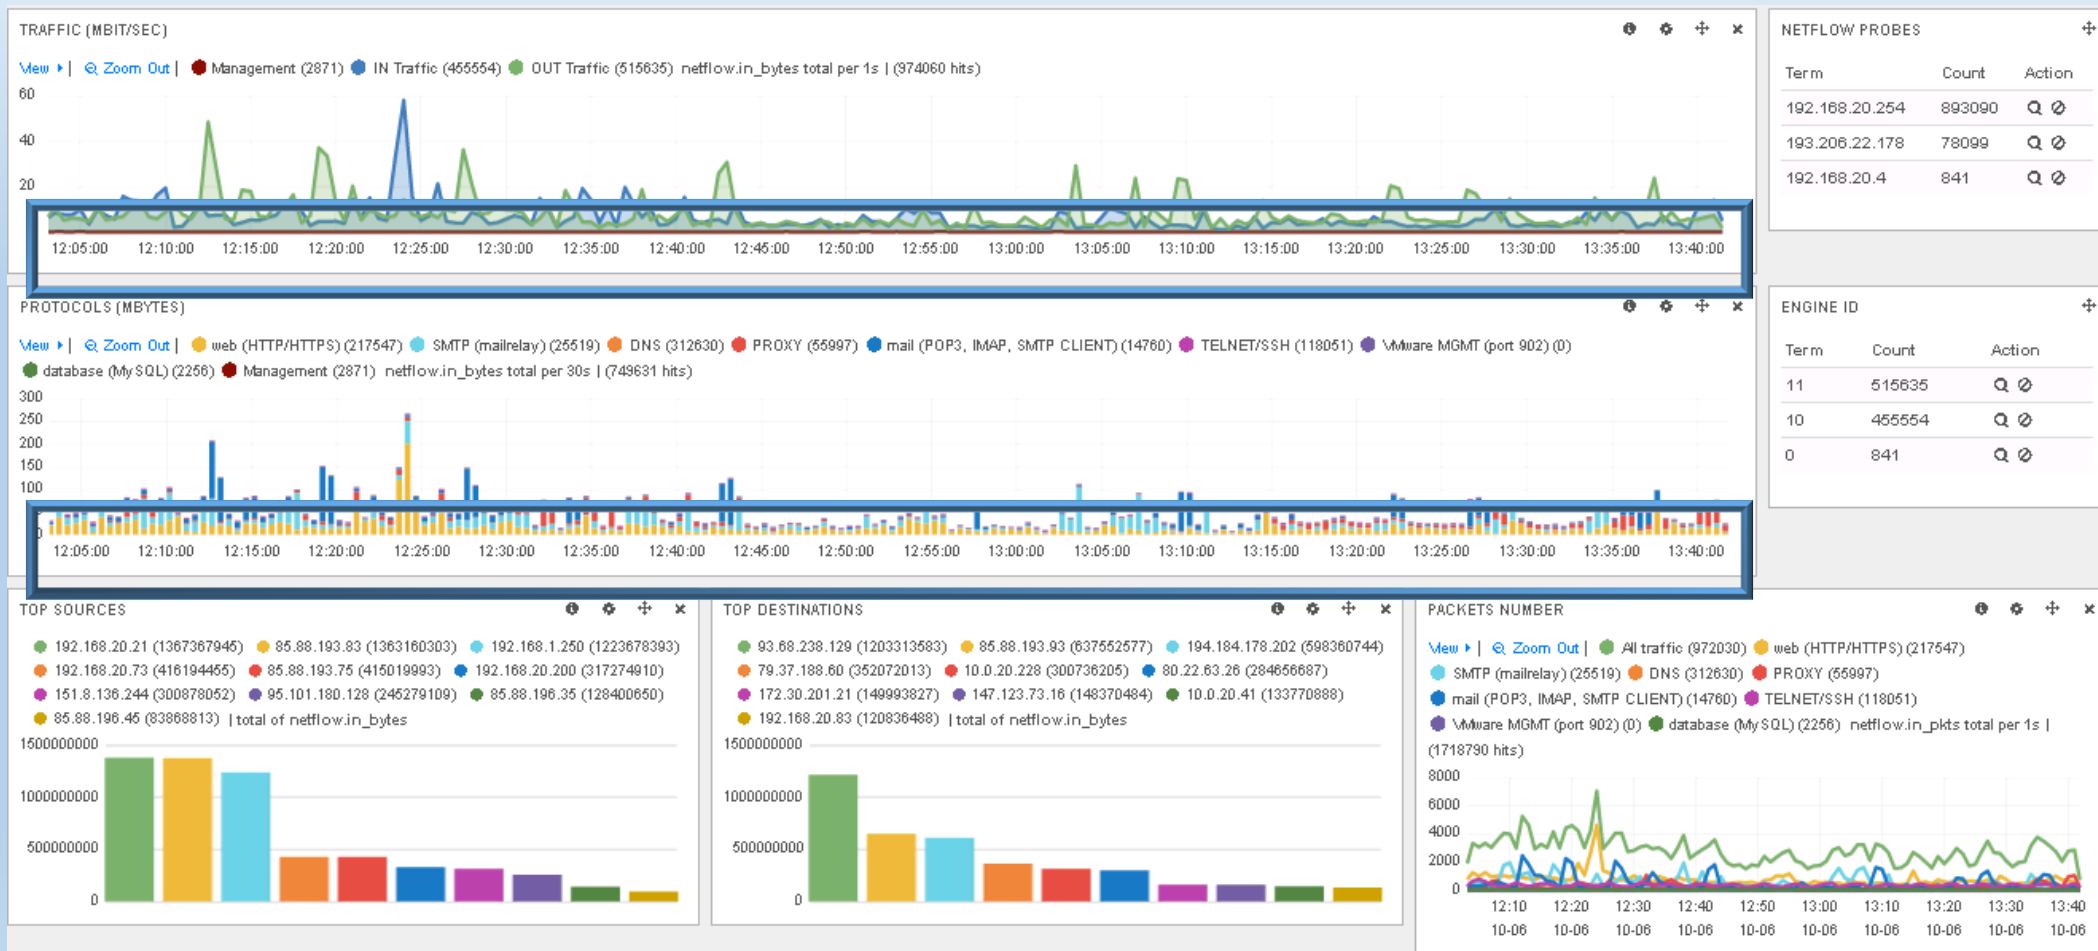 TRAFFIC (MBIT/SEC)
View | Zoom Out | Management (2871) IN Traffic (455554) OUT Traffic (515635) netflow.in_bytes total per 1s | (974060 hits)
60
40
20
12:05:00 12:10:00 12:15:00 12:20:00 12:25:00 12:30:00 12:35:00 12:40:00 12:45:00 12:50:00 12:55:00 13:00:00 13:05:00 13:10:00 13:15:00 13:20:00 13:25:00 13:30:00 13:35:00 13:40:00
NETFLOW PROBES
Term Count Action
192.168.20.254 893090
193.206.22.178 78099
192.168.20.4 841
PROTOCOLS (MBYTES)
View | Zoom Out | web (HTTP/HTTPS) (217547) SMTP (mailrelay) (25519) DNS (312630) PROXY (55997) mail (POP3, IMAP, SMTP CLIENT) (14760) TELNET/SSH (118051) VMware MGMT (port 902) (0)
database (MySQL) (2256) Management (2871) netflow.in_bytes total per 30s | (749631 hits)
300
250
200
150
100
0
12:05:00 12:10:00 12:15:00 12:20:00 12:25:00 12:30:00 12:35:00 12:40:00 12:45:00 12:50:00 12:55:00 13:00:00 13:05:00 13:10:00 13:15:00 13:20:00 13:25:00 13:30:00 13:35:00 13:40:00
ENGINE ID
Term Count Action
11 515635
10 455554
0 841
TOP SOURCES
192.168.20.21 (1367367945) 85.88.193.83 (1363160303) 192.168.1.250 (1223678393)
192.168.20.73 (416194455) 85.88.193.75 (415019993) 192.168.20.200 (317274910)
151.8.136.244 (300878052) 95.101.180.128 (245279109) 85.88.196.35 (128400650)
85.88.196.45 (83868813) | total of netflow.in_bytes
1500000000
1000000000
500000000
0
TOP DESTINATIONS
93.68.238.129 (1203313583) 85.88.193.93 (637552577) 194.184.178.202 (598360744)
79.37.188.60 (352072013) 10.0.20.228 (300736205) 80.22.63.26 (284656687)
172.30.201.21 (149993827) 147.123.73.16 (148370484) 10.0.20.41 (133770888)
192.168.20.83 (120836488) | total of netflow.in_bytes
1500000000
1000000000
500000000
0
PACKETS NUMBER
View | Zoom Out | All traffic (972030) web (HTTP/HTTPS) (217547)
SMTP (mailrelay) (25519) DNS (312630) PROXY (55997)
mail (POP3, IMAP, SMTP CLIENT) (14760) TELNET/SSH (118051)
VMware MGMT (port 902) (0) database (MySQL) (2256) netflow.in_pkts total per 1s |
(1718790 hits)
8000
6000
4000
2000
0
12:10 12:20 12:30 12:40 12:50 13:00 13:10 13:20 13:30 13:40
10-06 10-06 10-06 10-06 10-06 10-06 10-06 10-06 10-06 10-06